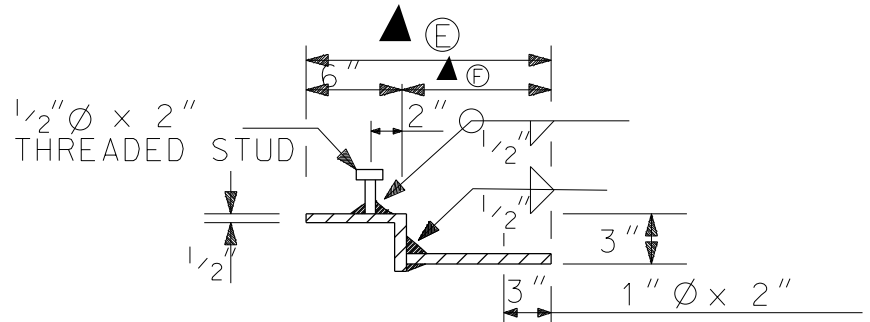 E
6" F
1/2"Ø x 2"
THREADED STUD
2"
1/2"
1/2"
1/2"
3"
3"
1"Ø x 2"